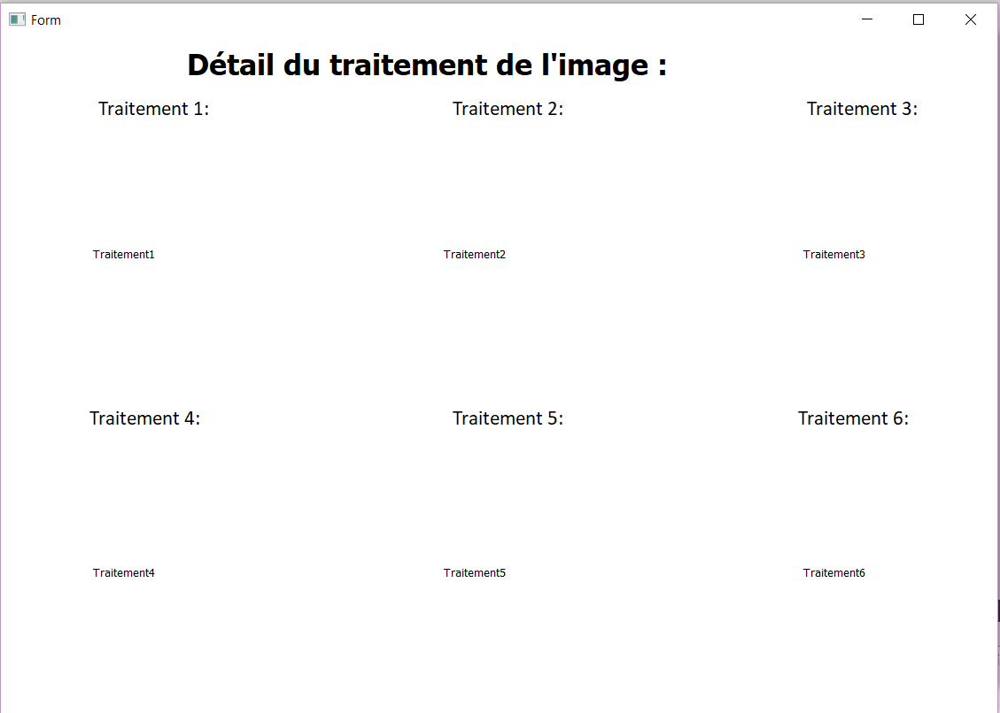 Form
Détail du traitement de l'image :
Traitement 1: Traitement 2: Traitement 3:
Traitement1 Traitement2 Traitement3
Traitement 4: Traitement 5: Traitement 6:
Traitement4 Traitement5 Traitement6